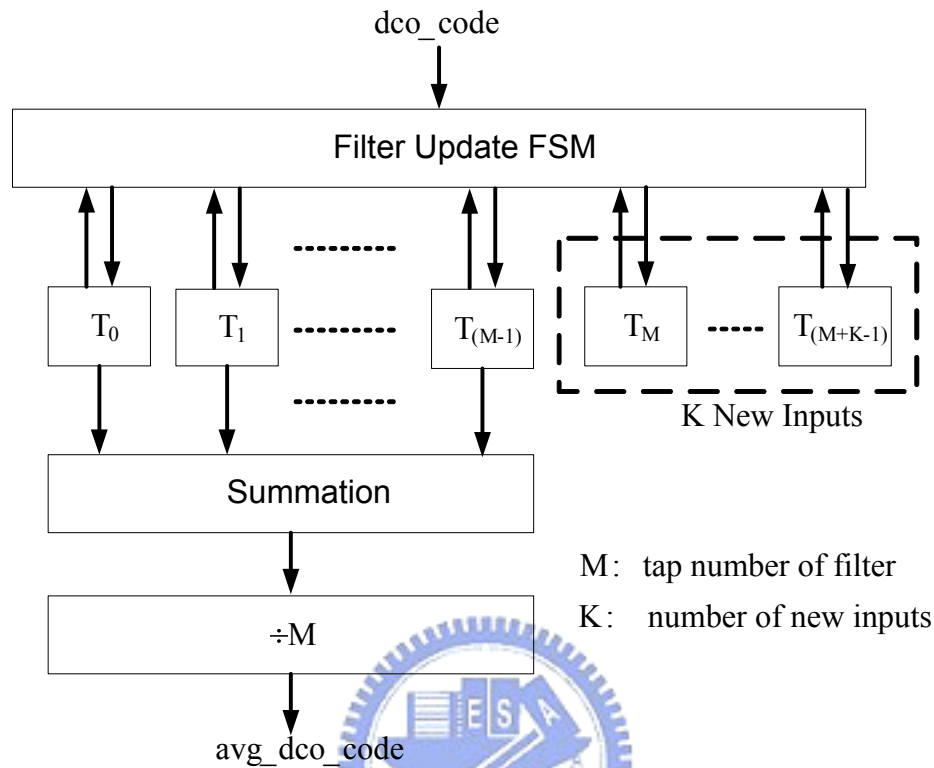 dco_code
Filter Update FSM
T0 T1 T(M-1) TM T(M+K-1)
K New Inputs
Summation
M: tap number of filter
K: number of new inputs
÷M
E S A
avg_dco_code